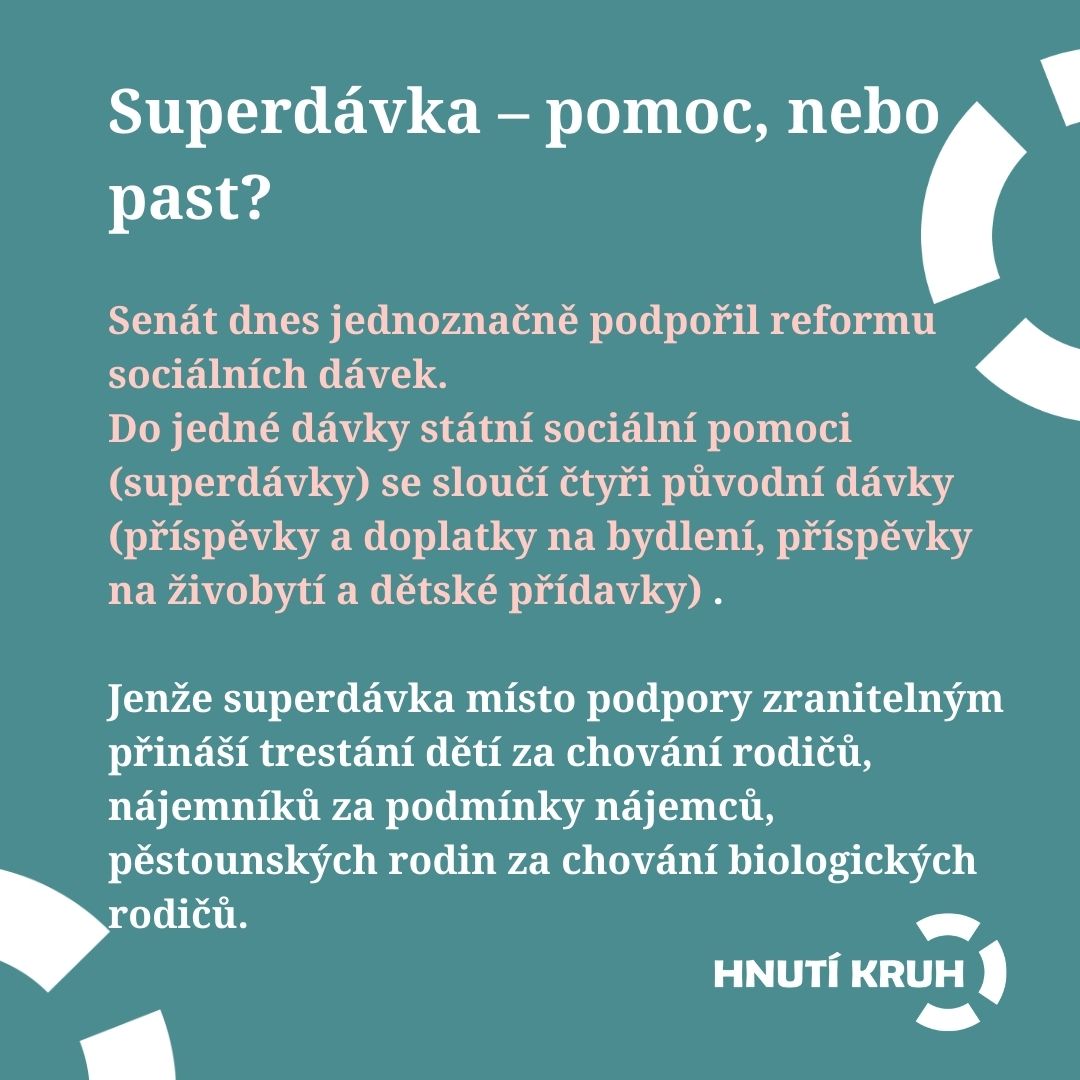 Superdávka – pomoc, nebo
past?
Senát dnes jednoznačně podpořil reformu
sociálních dávek.
Do jedné dávky státní sociální pomoci
(superdávky) se sloučí čtyři původní dávky
(příspěvky a doplatky na bydlení, příspěvky
na živobytí a dětské přídavky) .
Jenže superdávka místo podpory zranitelným
přináší trestání dětí za chování rodičů,
nájemníků za podmínky nájemců,
pěstounských rodin za chování biologických
rodičů.
HNUTÍ KRUH